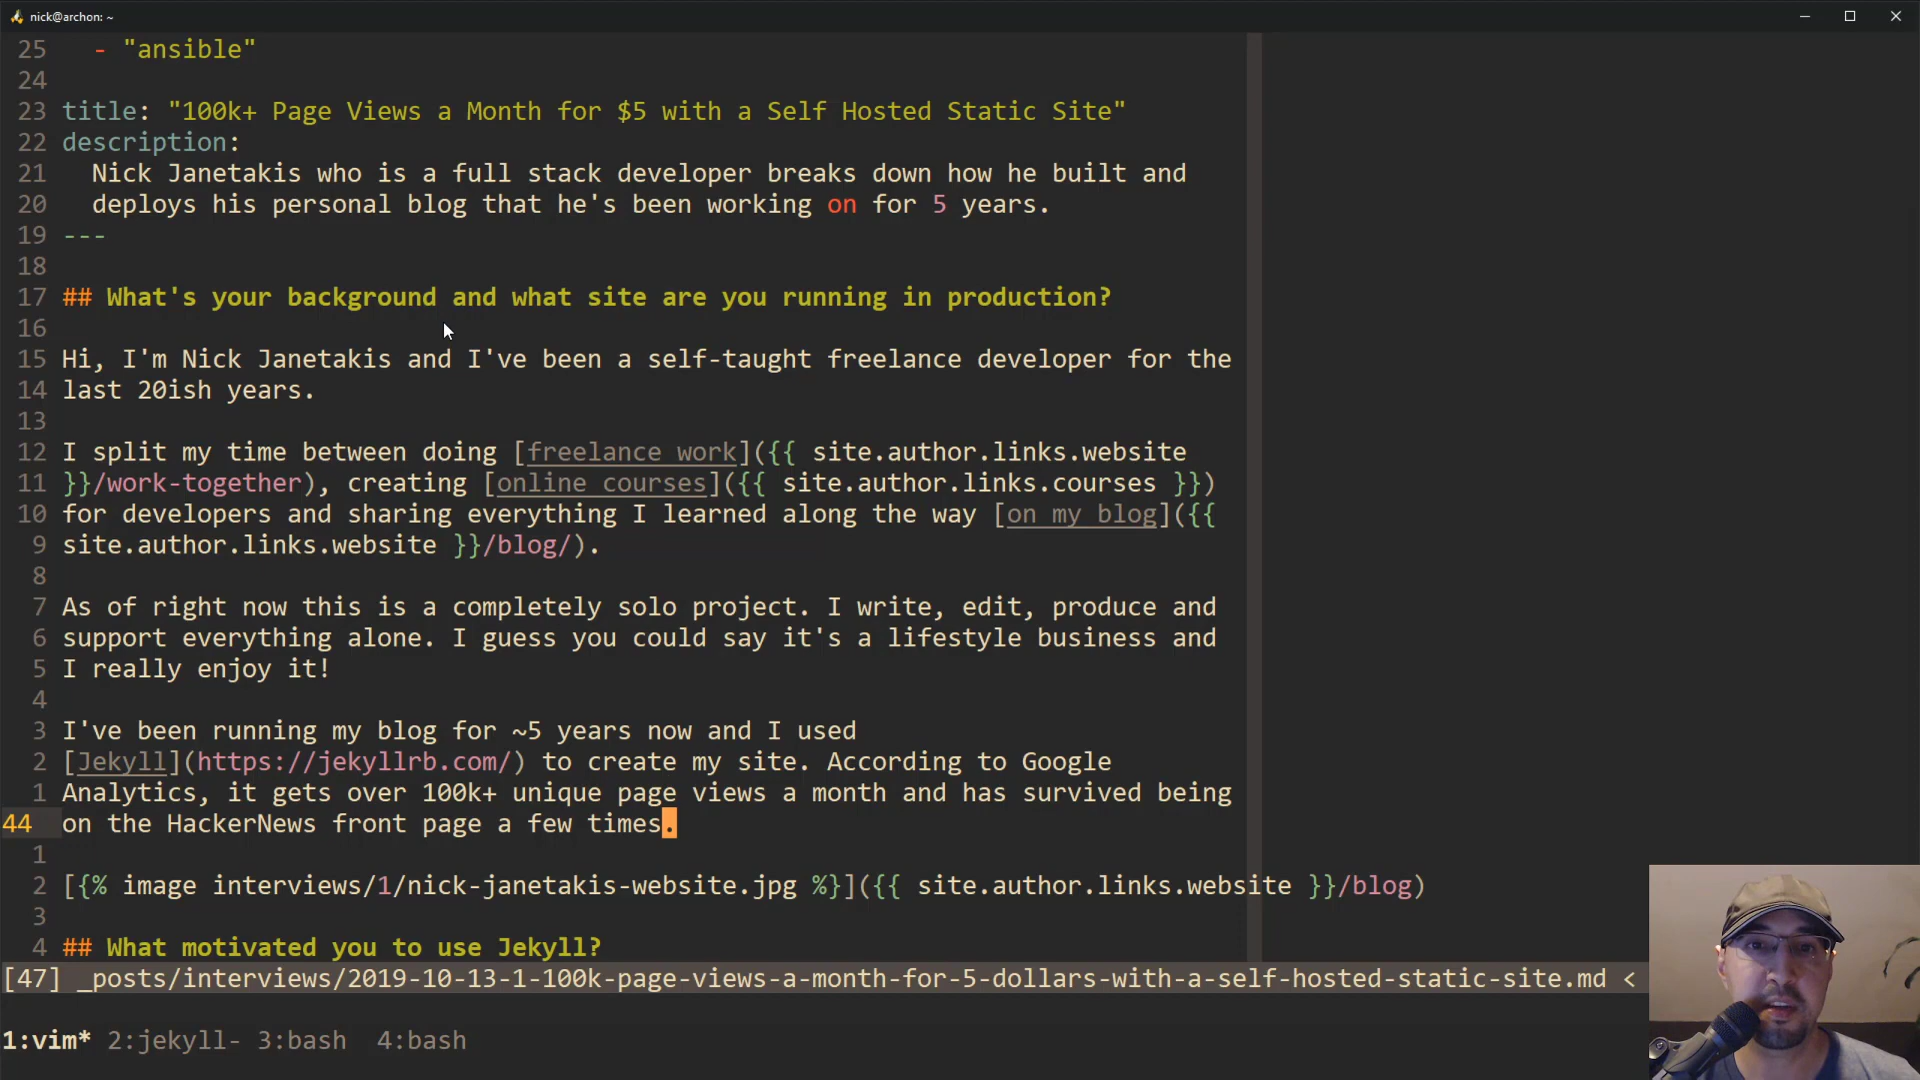 nick@archon: ~
25 - "ansible"
24
23 title: "100k+ Page Views a Month for $5 with a Self Hosted Static Site"
22 description:
21 Nick Janetakis who is a full stack developer breaks down how he built and
20 deploys his personal blog that he's been working on for 5 years.
19 ---
18
17 ## What's your background and what site are you running in production?
16
15 Hi, I'm Nick Janetakis and I've been a self-taught freelance developer for the
14 last 20ish years.
13
12 I split my time between doing [freelance work]({{ site.author.links.website
11 }}/work-together), creating [online courses]({{ site.author.links.courses }})
10 for developers and sharing everything I learned along the way [on my blog]({{
9 site.author.links.website }}/blog/).
8
7 As of right now this is a completely solo project. I write, edit, produce and
6 support everything alone. I guess you could say it's a lifestyle business and
5 I really enjoy it!
4
3 I've been running my blog for ~5 years now and I used
2 [Jekyll](https://jekyllrb.com/) to create my site. According to Google
1 Analytics, it gets over 100k+ unique page views a month and has survived being
44 on the HackerNews front page a few times.
1
2 [{% image interviews/1/nick-janetakis-website.jpg %}]({{ site.author.links.website }}/blog)
3
4 ## What motivated you to use Jekyll?
[47] _posts/interviews/2019-10-13-1-100k-page-views-a-month-for-5-dollars-with-a-self-hosted-static-site.md <
1:vim* 2:jekyll- 3:bash 4:bash